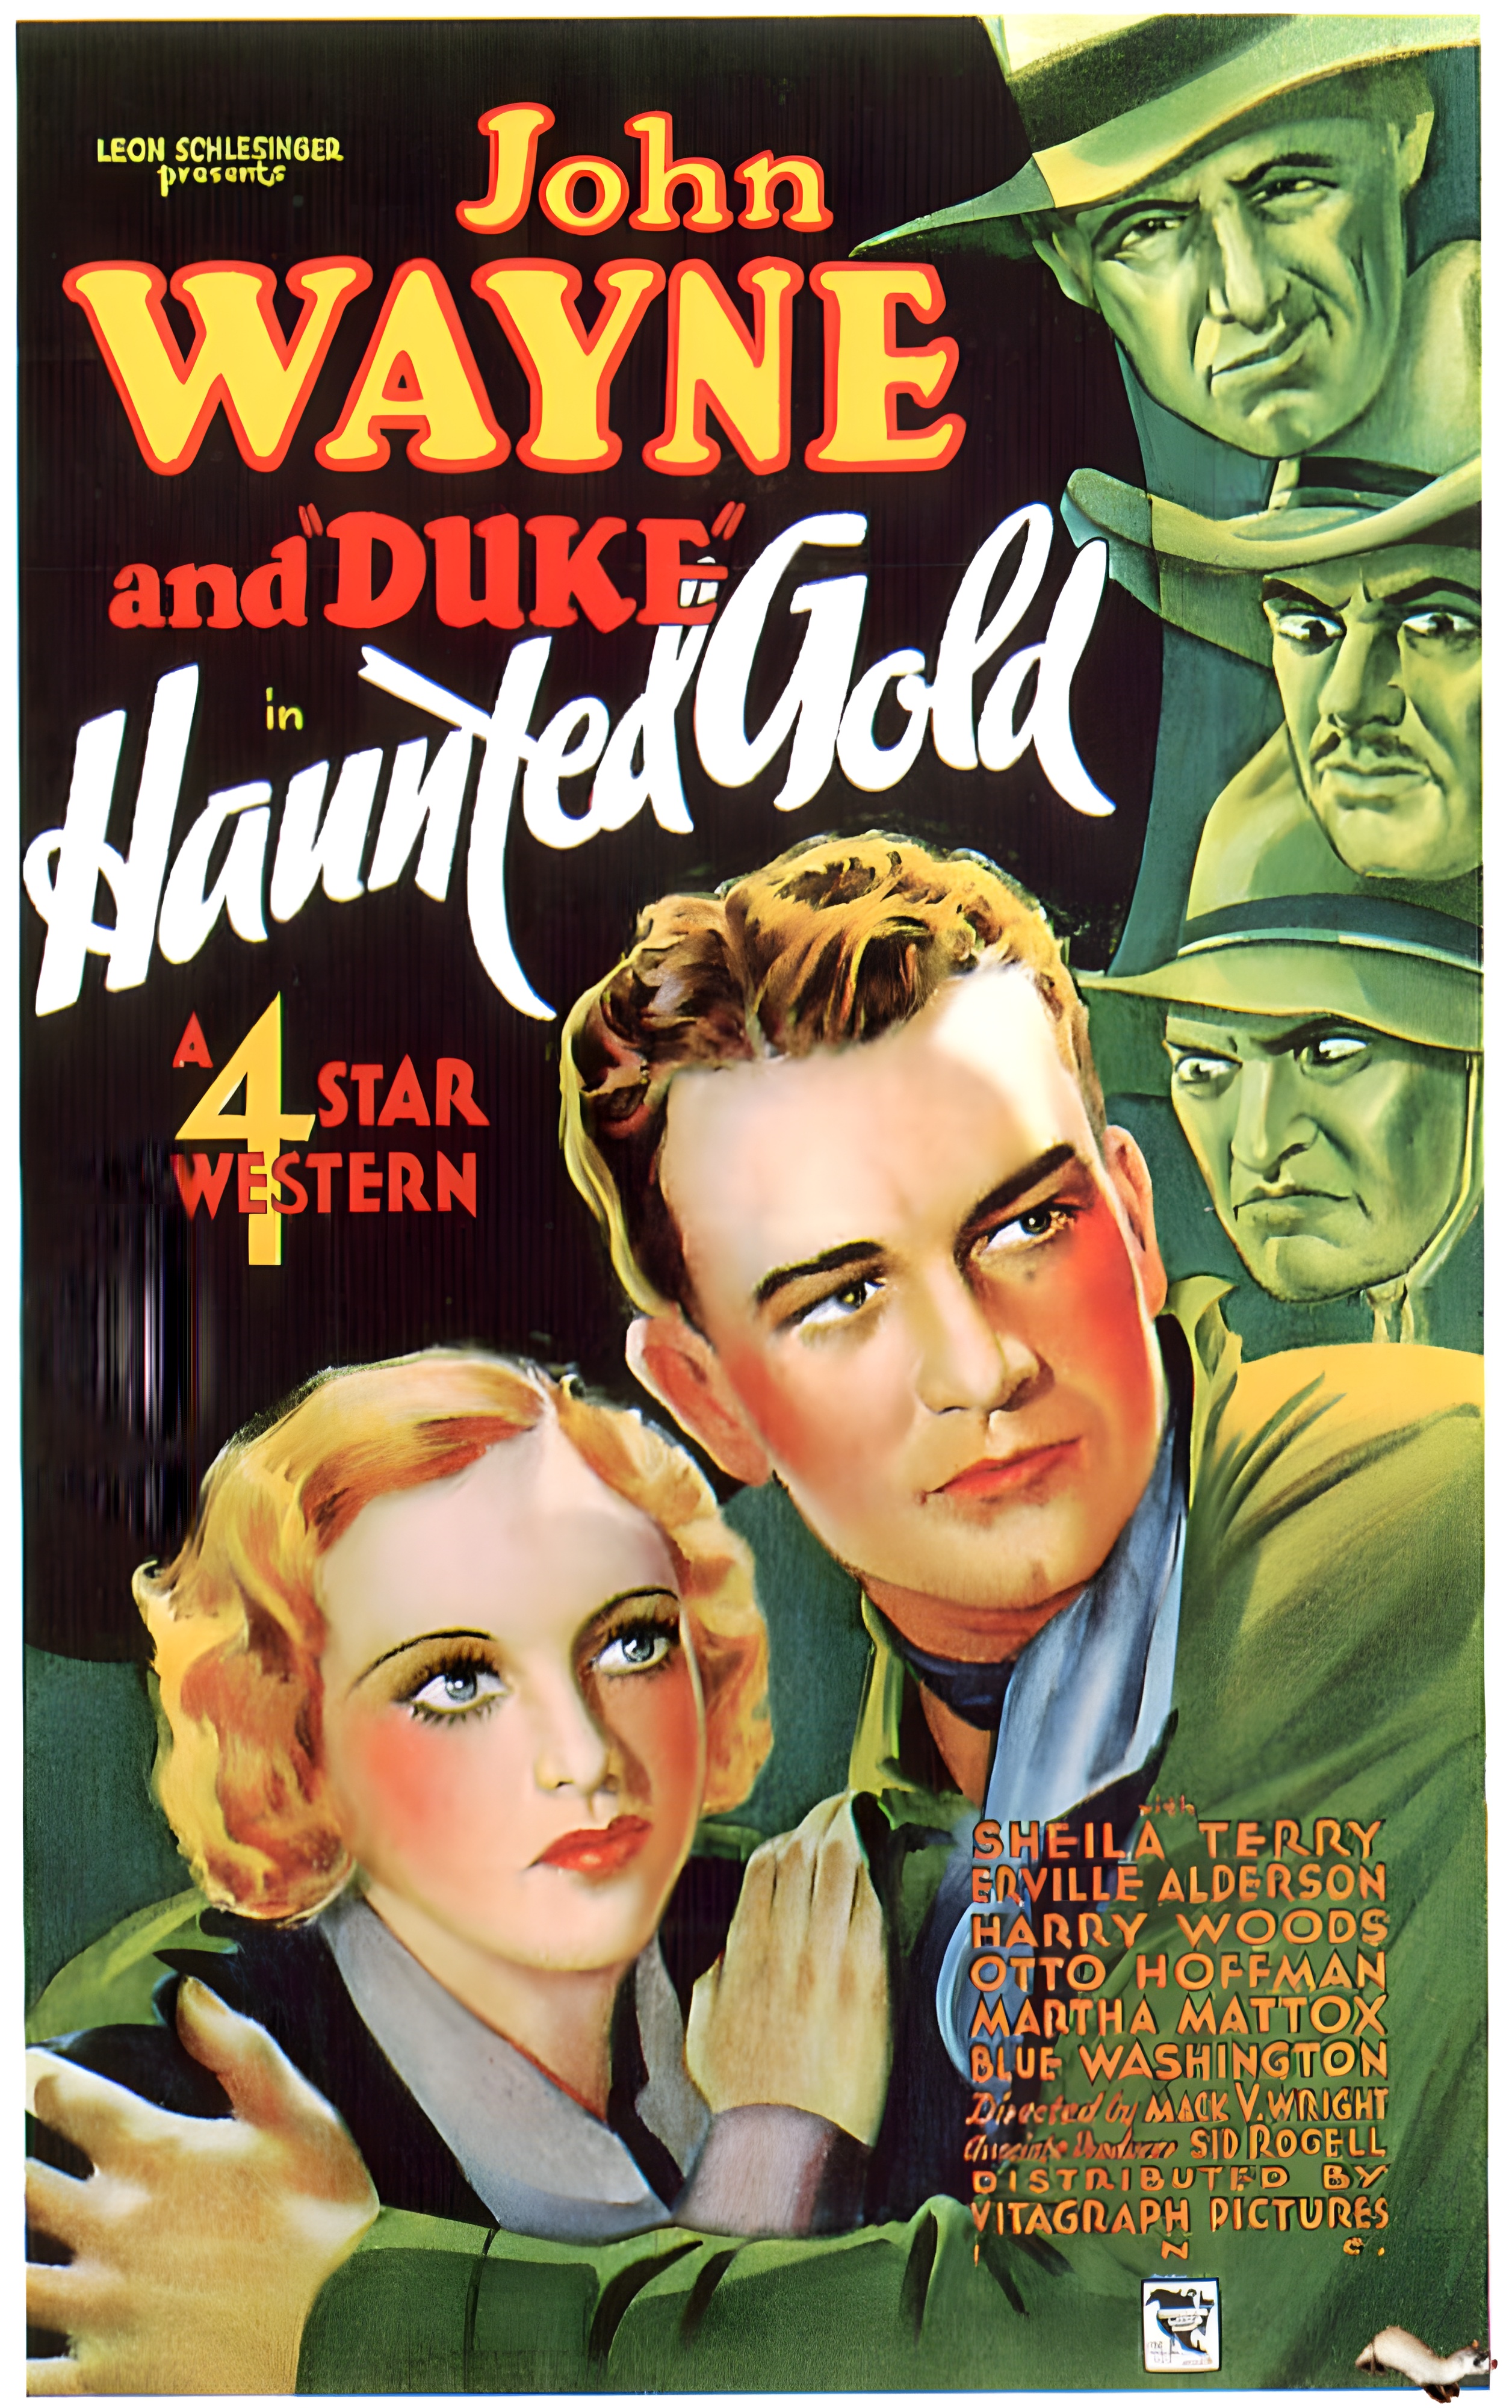 LEON SCHLESINGER
presents
John
WAYNE
and "DUKE"
in
Haunted Gold
A 4 STAR
WESTERN
with
SHEILA TERRY
ERVILLE ALDERSON
HARRY WOODS
OTTO HOFFMAN
MARTHA MATTOX
BLUE WASHINGTON
Directed by MACK V. WRIGHT
SID ROGELL
DISTRIBUTED BY
VITAGRAPH PICTURES
INC.